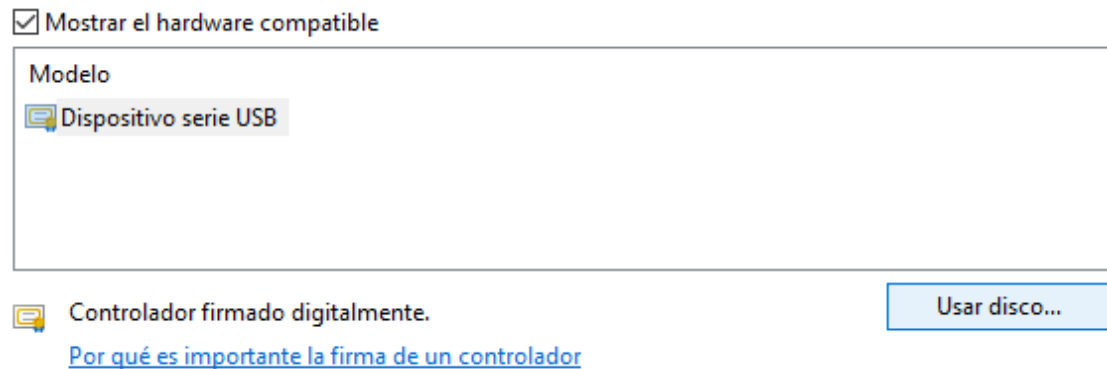 Mostrar el hardware compatible
Modelo
Dispositivo serie USB
Controlador firmado digitalmente.
Usar disco...
Por qué es importante la firma de un controlador